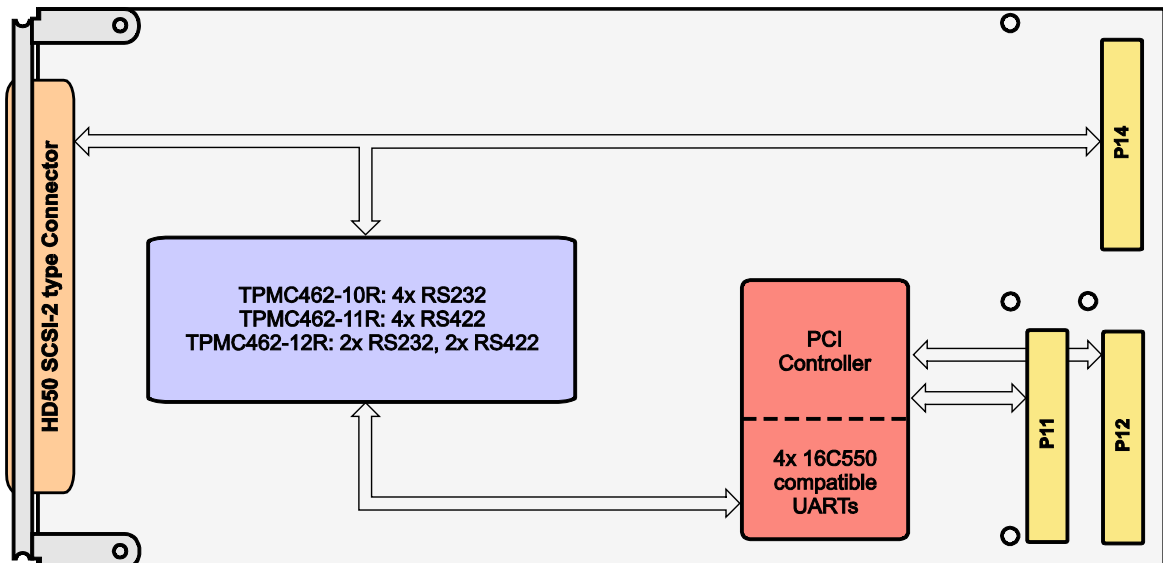 HD50 SCSI-2 type Connector
P14
TPMC462-10R: 4x RS232
TPMC462-11R: 4x RS422
TPMC462-12R: 2x RS232, 2x RS422
PCI
Controller
4x 16C550
compatible
UARTs
P11
P12